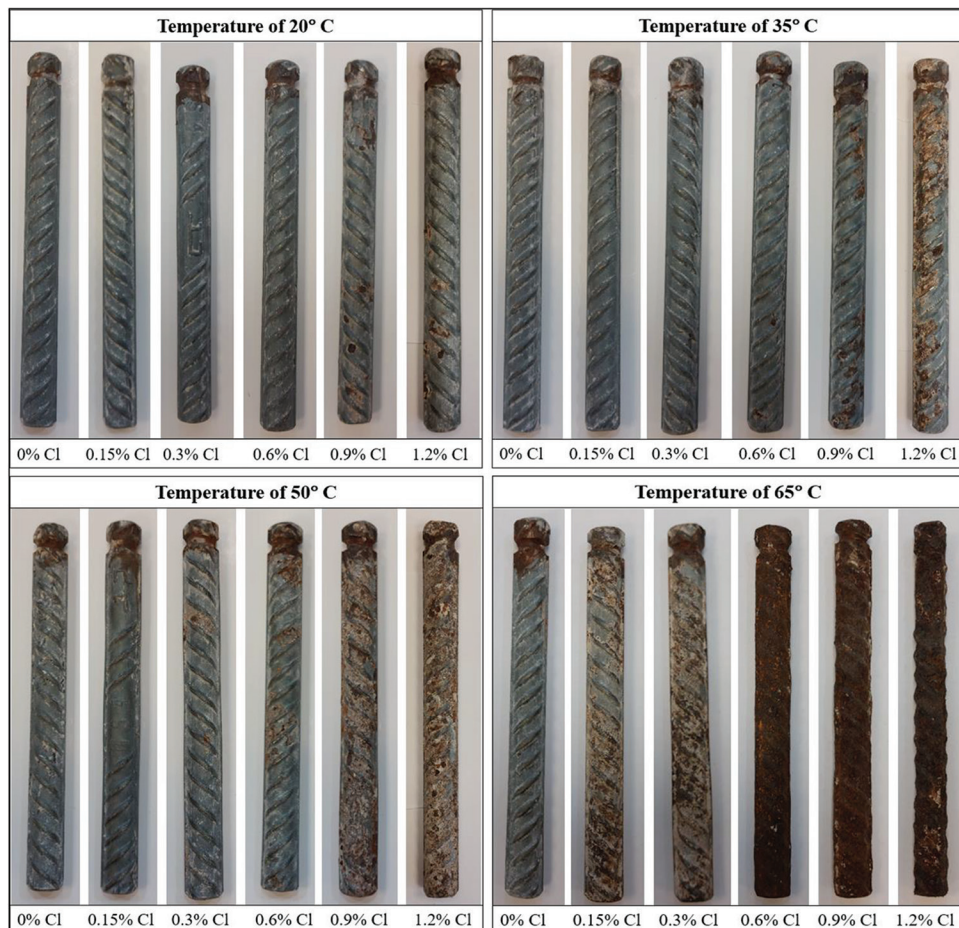 Temperature of 20° C
0% Cl 0.15% Cl 0.3% Cl 0.6% Cl 0.9% Cl 1.2% Cl
Temperature of 35° C
0% Cl 0.15% Cl 0.3% Cl 0.6% Cl 0.9% Cl 1.2% Cl
Temperature of 50° C
0% Cl 0.15% Cl 0.3% Cl 0.6% Cl 0.9% Cl 1.2% Cl
Temperature of 65° C
0% Cl 0.15% Cl 0.3% Cl 0.6% Cl 0.9% Cl 1.2% Cl